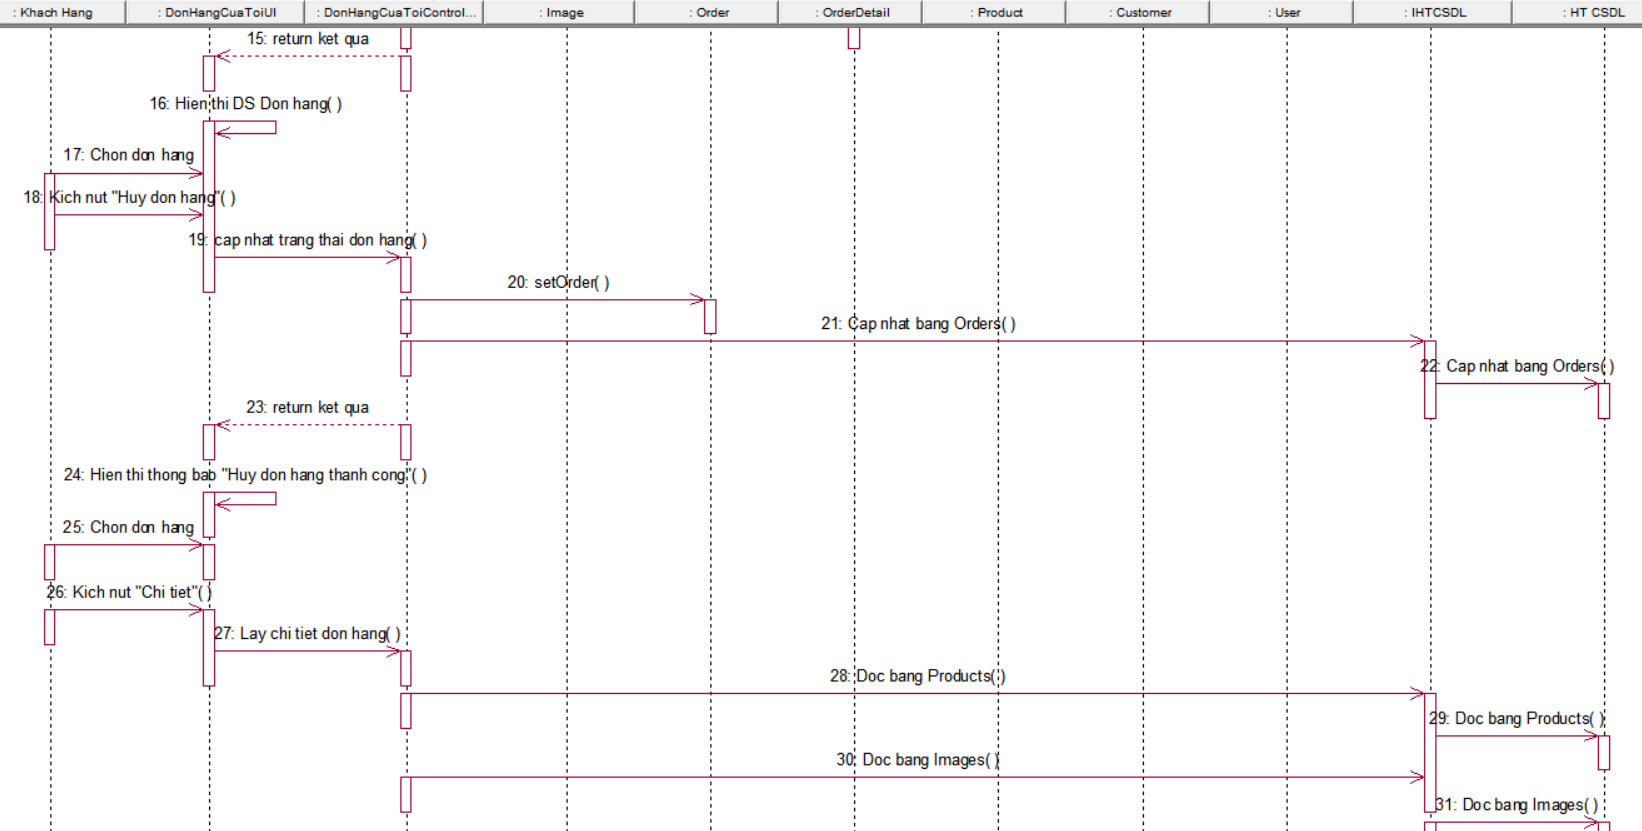 : Khach Hang
: DonHangCuaToiUI
: DonHangCuaToiControl...
: Image
: Order
: OrderDetail
: Product
: Customer
: User
: IHTCSDL
: HT CSDL
15: return ket qua
16: Hien thi DS Don hang( )
17: Chon don hang
18: Kich nut "Huy don hang"( )
19: cap nhat trang thai don hang( )
20: setOrder( )
21: Cap nhat bang Orders( )
22: Cap nhat bang Orders( )
23: return ket qua
24: Hien thi thong bao "Huy don hang thanh cong"( )
25: Chon don hang
26: Kich nut "Chi tiet"( )
27: Lay chi tiet don hang( )
28: Doc bang Products( )
29: Doc bang Products( )
30: Doc bang Images( )
31: Doc bang Images( )